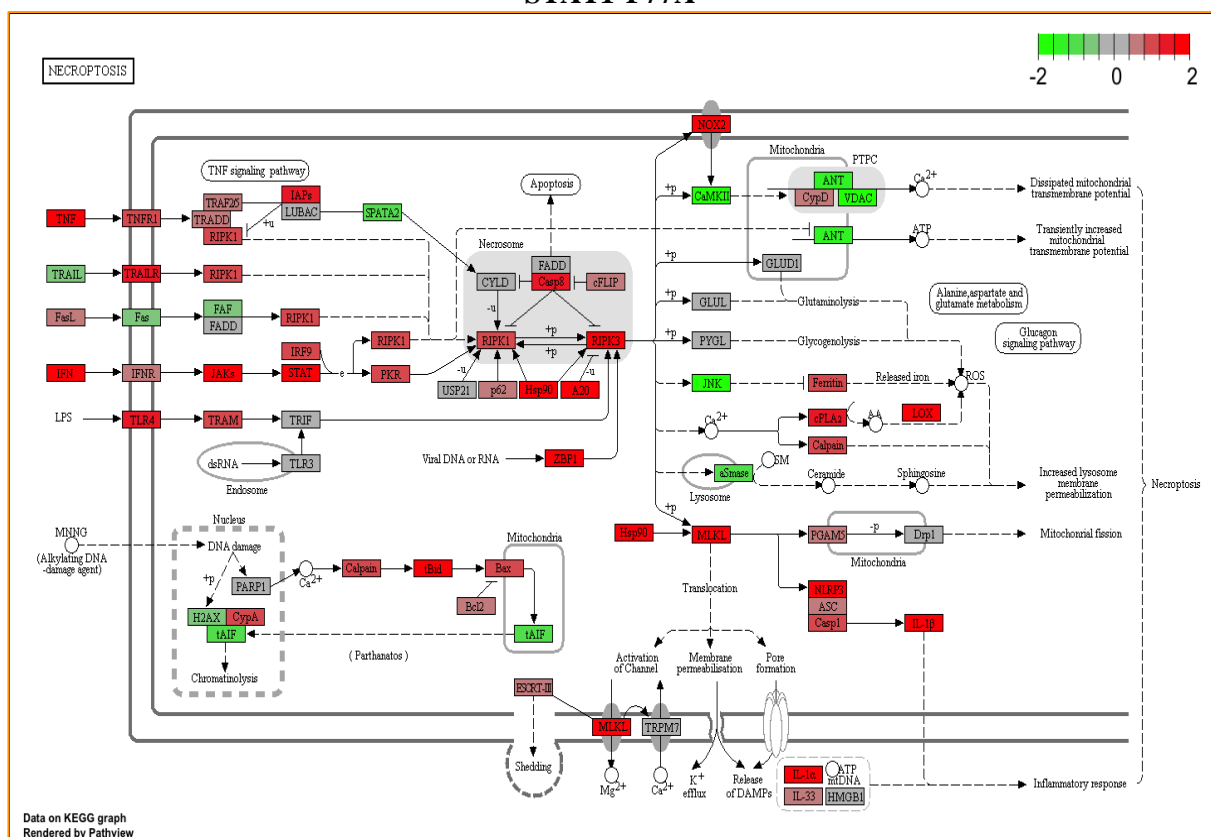 NECROPTOSIS
-2
0
2
NOX2
Mitochondria
PTPC
TNF signaling pathway
Apoptosis
+p
CaMKII
ANT
CypD
VDAC
Ca2+
Dissipated mitochondrial
transmembrane potential
TNF
TNFR1
TRAF2/5
TRADD
RIPK1
IAPs
LUBAC
+u
SPATA2
ANT
ATP
Transiently increased
mitochondrial
transmembrane potential
Necrosome
TRAIL
TRAILR
RIPK1
CYLD
FADD
Casp8
cFLIP
+p
GLUD1
FasL
Fas
FAF
FADD
RIPK1
-u
+p
GLUL
Glutaminolysis
Alanine,aspartate and
glutamate metabolism
RIPK1
RIPK1
+p
+p
RIPK3
+p
PYGL
Glycogenolysis
Glucagon
signaling pathway
IFN
IFNR
JAKs
IRF9
STAT
e
PKR
-u
USP21
p62
Hsp90
A20
-u
JNK
Ferritin
Released iron
ROS
LPS
TLR4
TRAM
TRIF
Ca2+
cPLA2
AA
LOX
Calpain
dsRNA
TLR3
Endosome
Viral DNA or RNA
ZBP1
SM
aSmase
Lysosome
Ceramide
Sphingosine
Increased lysosome
membrane
permeabilization
Necroptosis
+p
Hsp90
MLKL
PGAM5
-p
Drp1
Mitochonrial fission
Mitochondria
MNNG
(Alkylating DNA
-damage agent)
Nucleus
DNA damage
+p
PARP1
Ca2+
Calpain
tBid
Bax
Bcl2
Mitochondria
H2AX
CypA
tAIF
tAIF
( Parthanatos )
Chromatinolysis
Translocation
NLRP3
ASC
Casp1
IL-1β
Activation
of Channel
Membrane
permeabilisation
Pore
formation
ESCRT-III
MLKL
TRPM7
Shedding
Mg2+
Ca2+
K+
efflux
Release
of DAMPs
IL-1α
ATP
mtDNA
IL-33
HMGB1
Inflammatory response
Data on KEGG graph
Rendered by Pathview